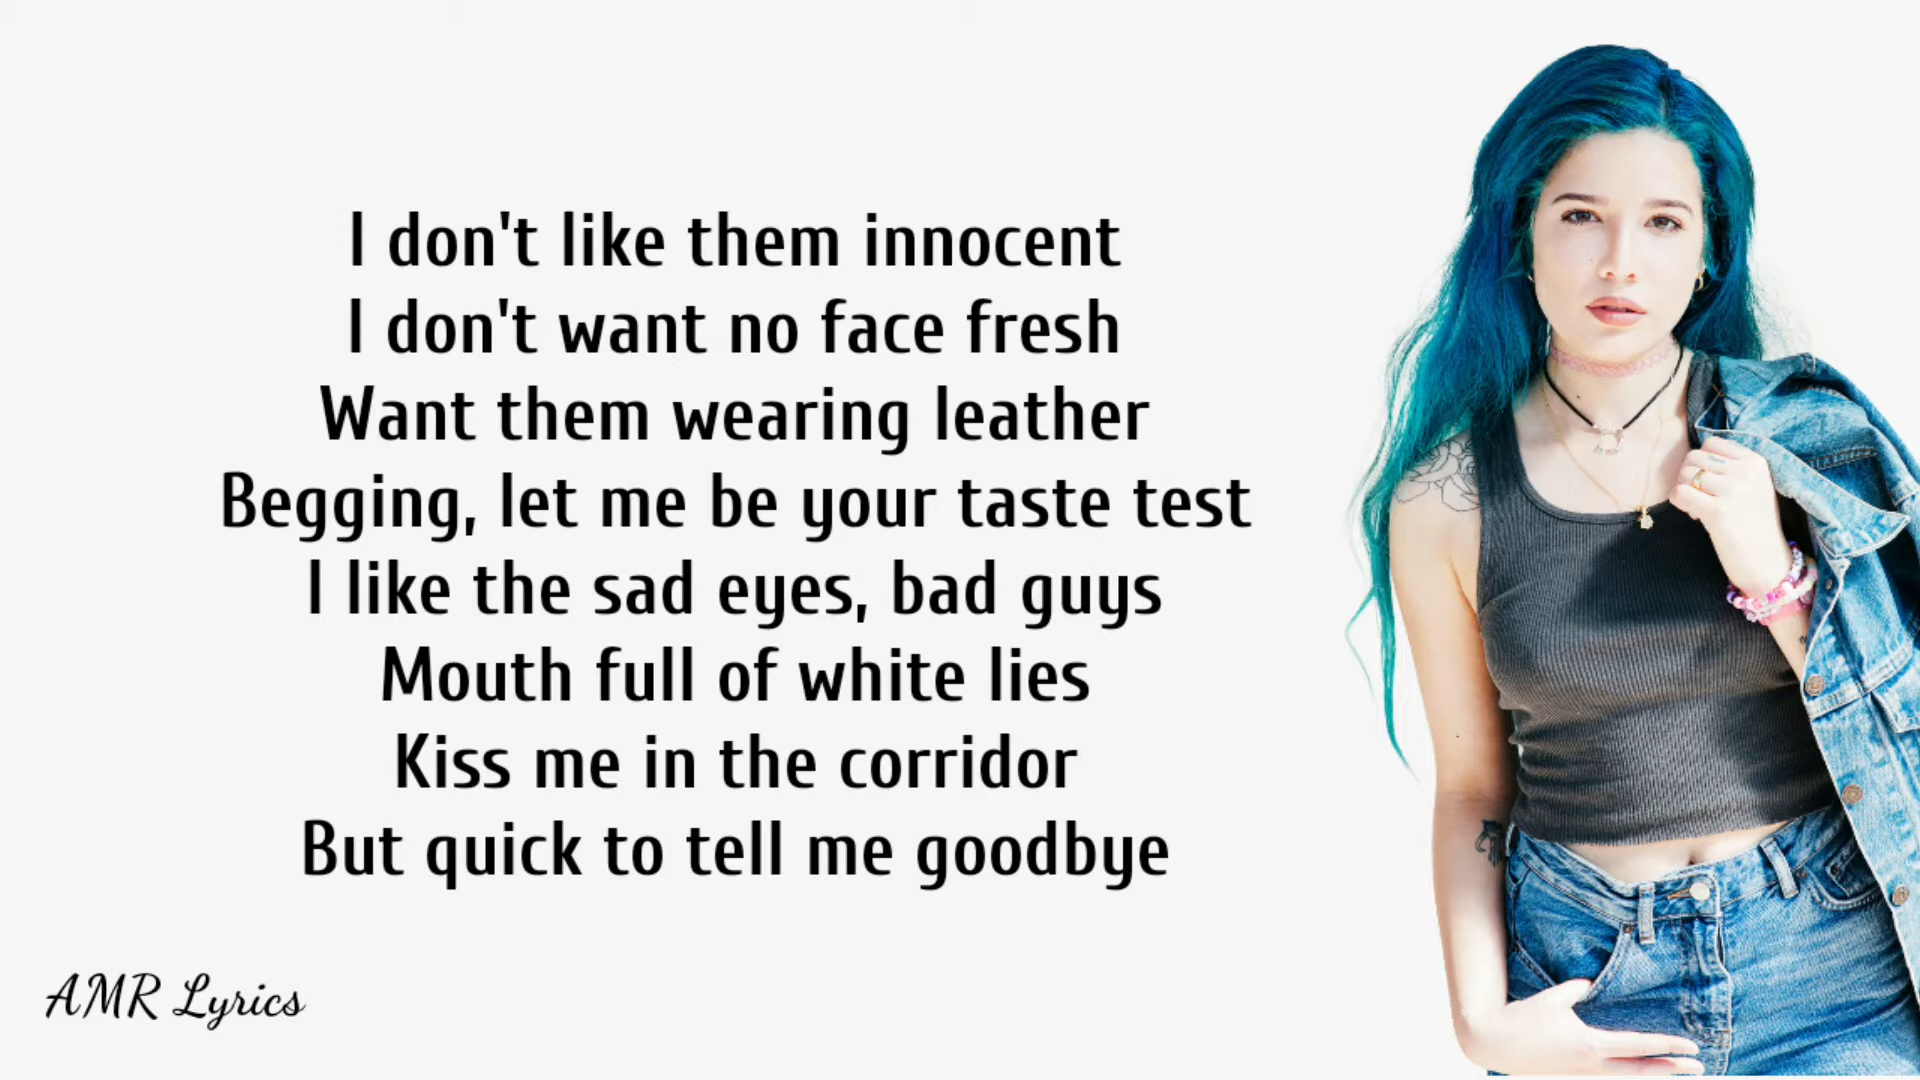 I don't like them innocent
I don't want no face fresh
Want them wearing leather
Begging, let me be your taste test
I like the sad eyes, bad guys
Mouth full of white lies
Kiss me in the corridor
But quick to tell me goodbye
AMR Lyrics